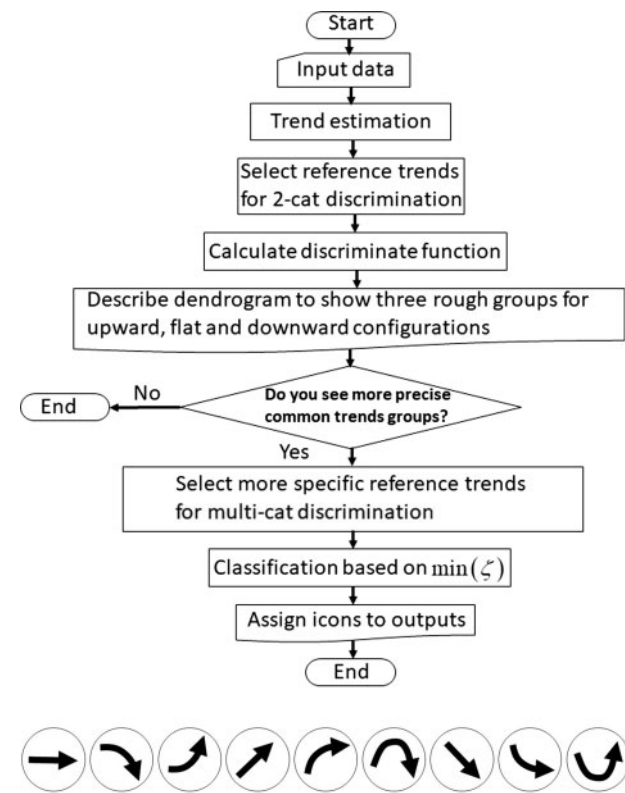 Start
Input data
Trend estimation
Select reference trends
for 2-cat discrimination
Calculate discriminate function
Describe dendrogram to show three rough groups for
upward, flat and downward configurations
Do you see more precise
common trends groups?
No
End
Yes
Select more specific reference trends
for multi-cat discrimination
Classification based on min(ζ)
Assign icons to outputs
End